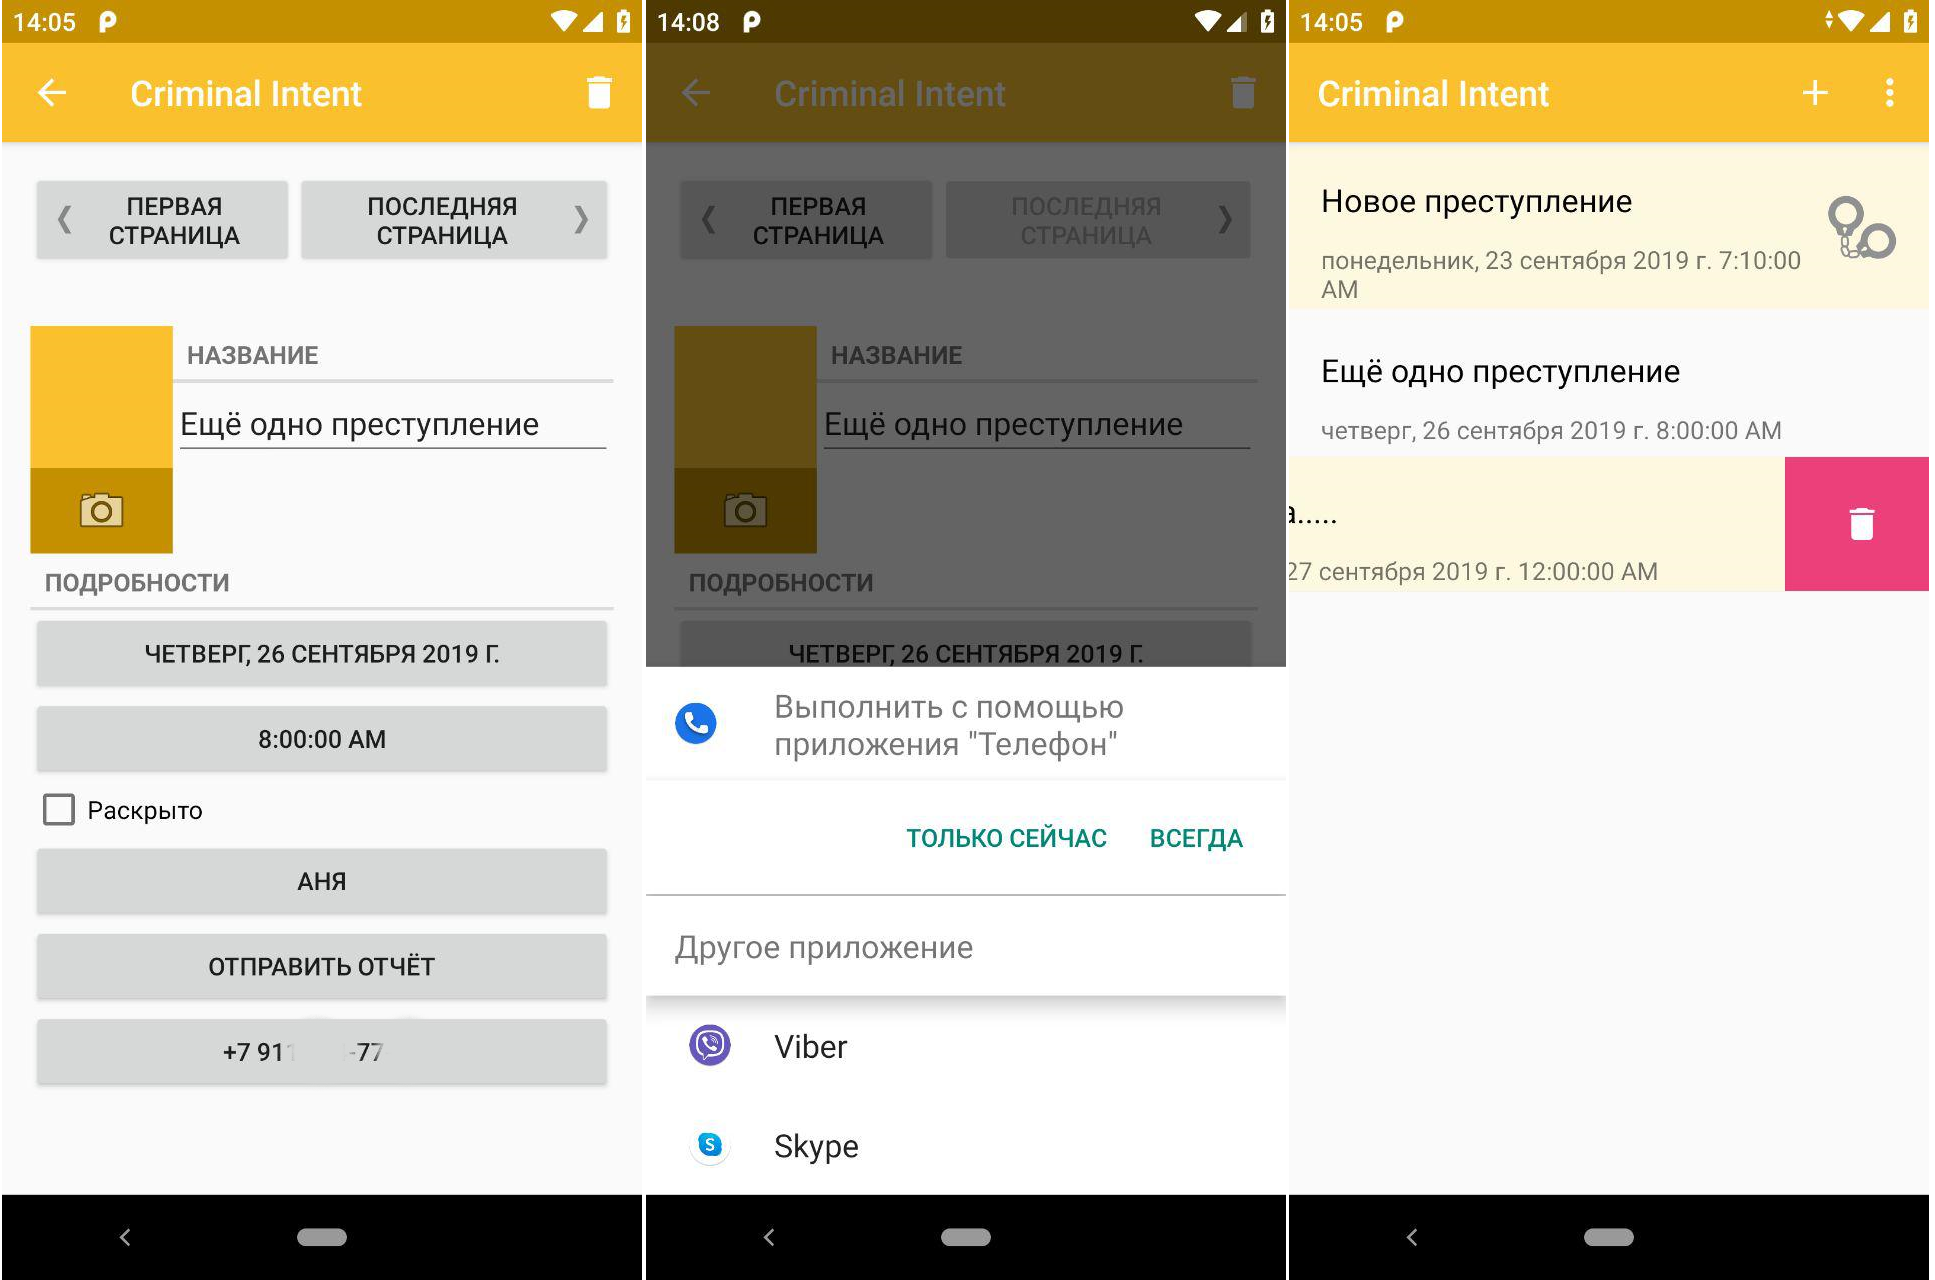 14:05
Criminal Intent
ПЕРВАЯ
СТРАНИЦА
ПОСЛЕДНЯЯ
СТРАНИЦА
НАЗВАНИЕ
Ещё одно преступление
ПОДРОБНОСТИ
ЧЕТВЕРГ, 26 СЕНТЯБРЯ 2019 Г.
8:00:00 AM
Раскрыто
АНЯ
ОТПРАВИТЬ ОТЧЁТ
+7 911 -77
14:08
Criminal Intent
ПЕРВАЯ
СТРАНИЦА
ПОСЛЕДНЯЯ
СТРАНИЦА
НАЗВАНИЕ
Ещё одно преступление
ПОДРОБНОСТИ
ЧЕТВЕРГ, 26 СЕНТЯБРЯ 2019 Г.
Выполнить с помощью
приложения "Телефон"
ТОЛЬКО СЕЙЧАС ВСЕГДА
Другое приложение
Viber
Skype
14:05
Criminal Intent
Новое преступление
понедельник, 23 сентября 2019 г. 7:10:00
AM
Ещё одно преступление
четверг, 26 сентября 2019 г. 8:00:00 AM
а.....
27 сентября 2019 г. 12:00:00 AM